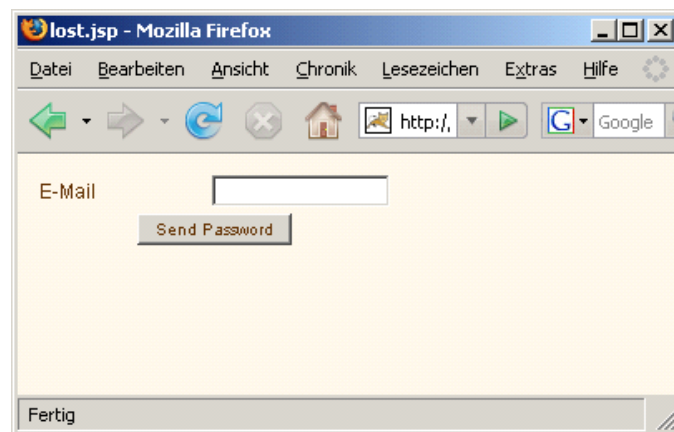 lost.jsp - Mozilla Firefox
Datei Bearbeiten Ansicht Chronik Lesezeichen Extras Hilfe
http:/, G Google
E-Mail
Send Password
Fertig